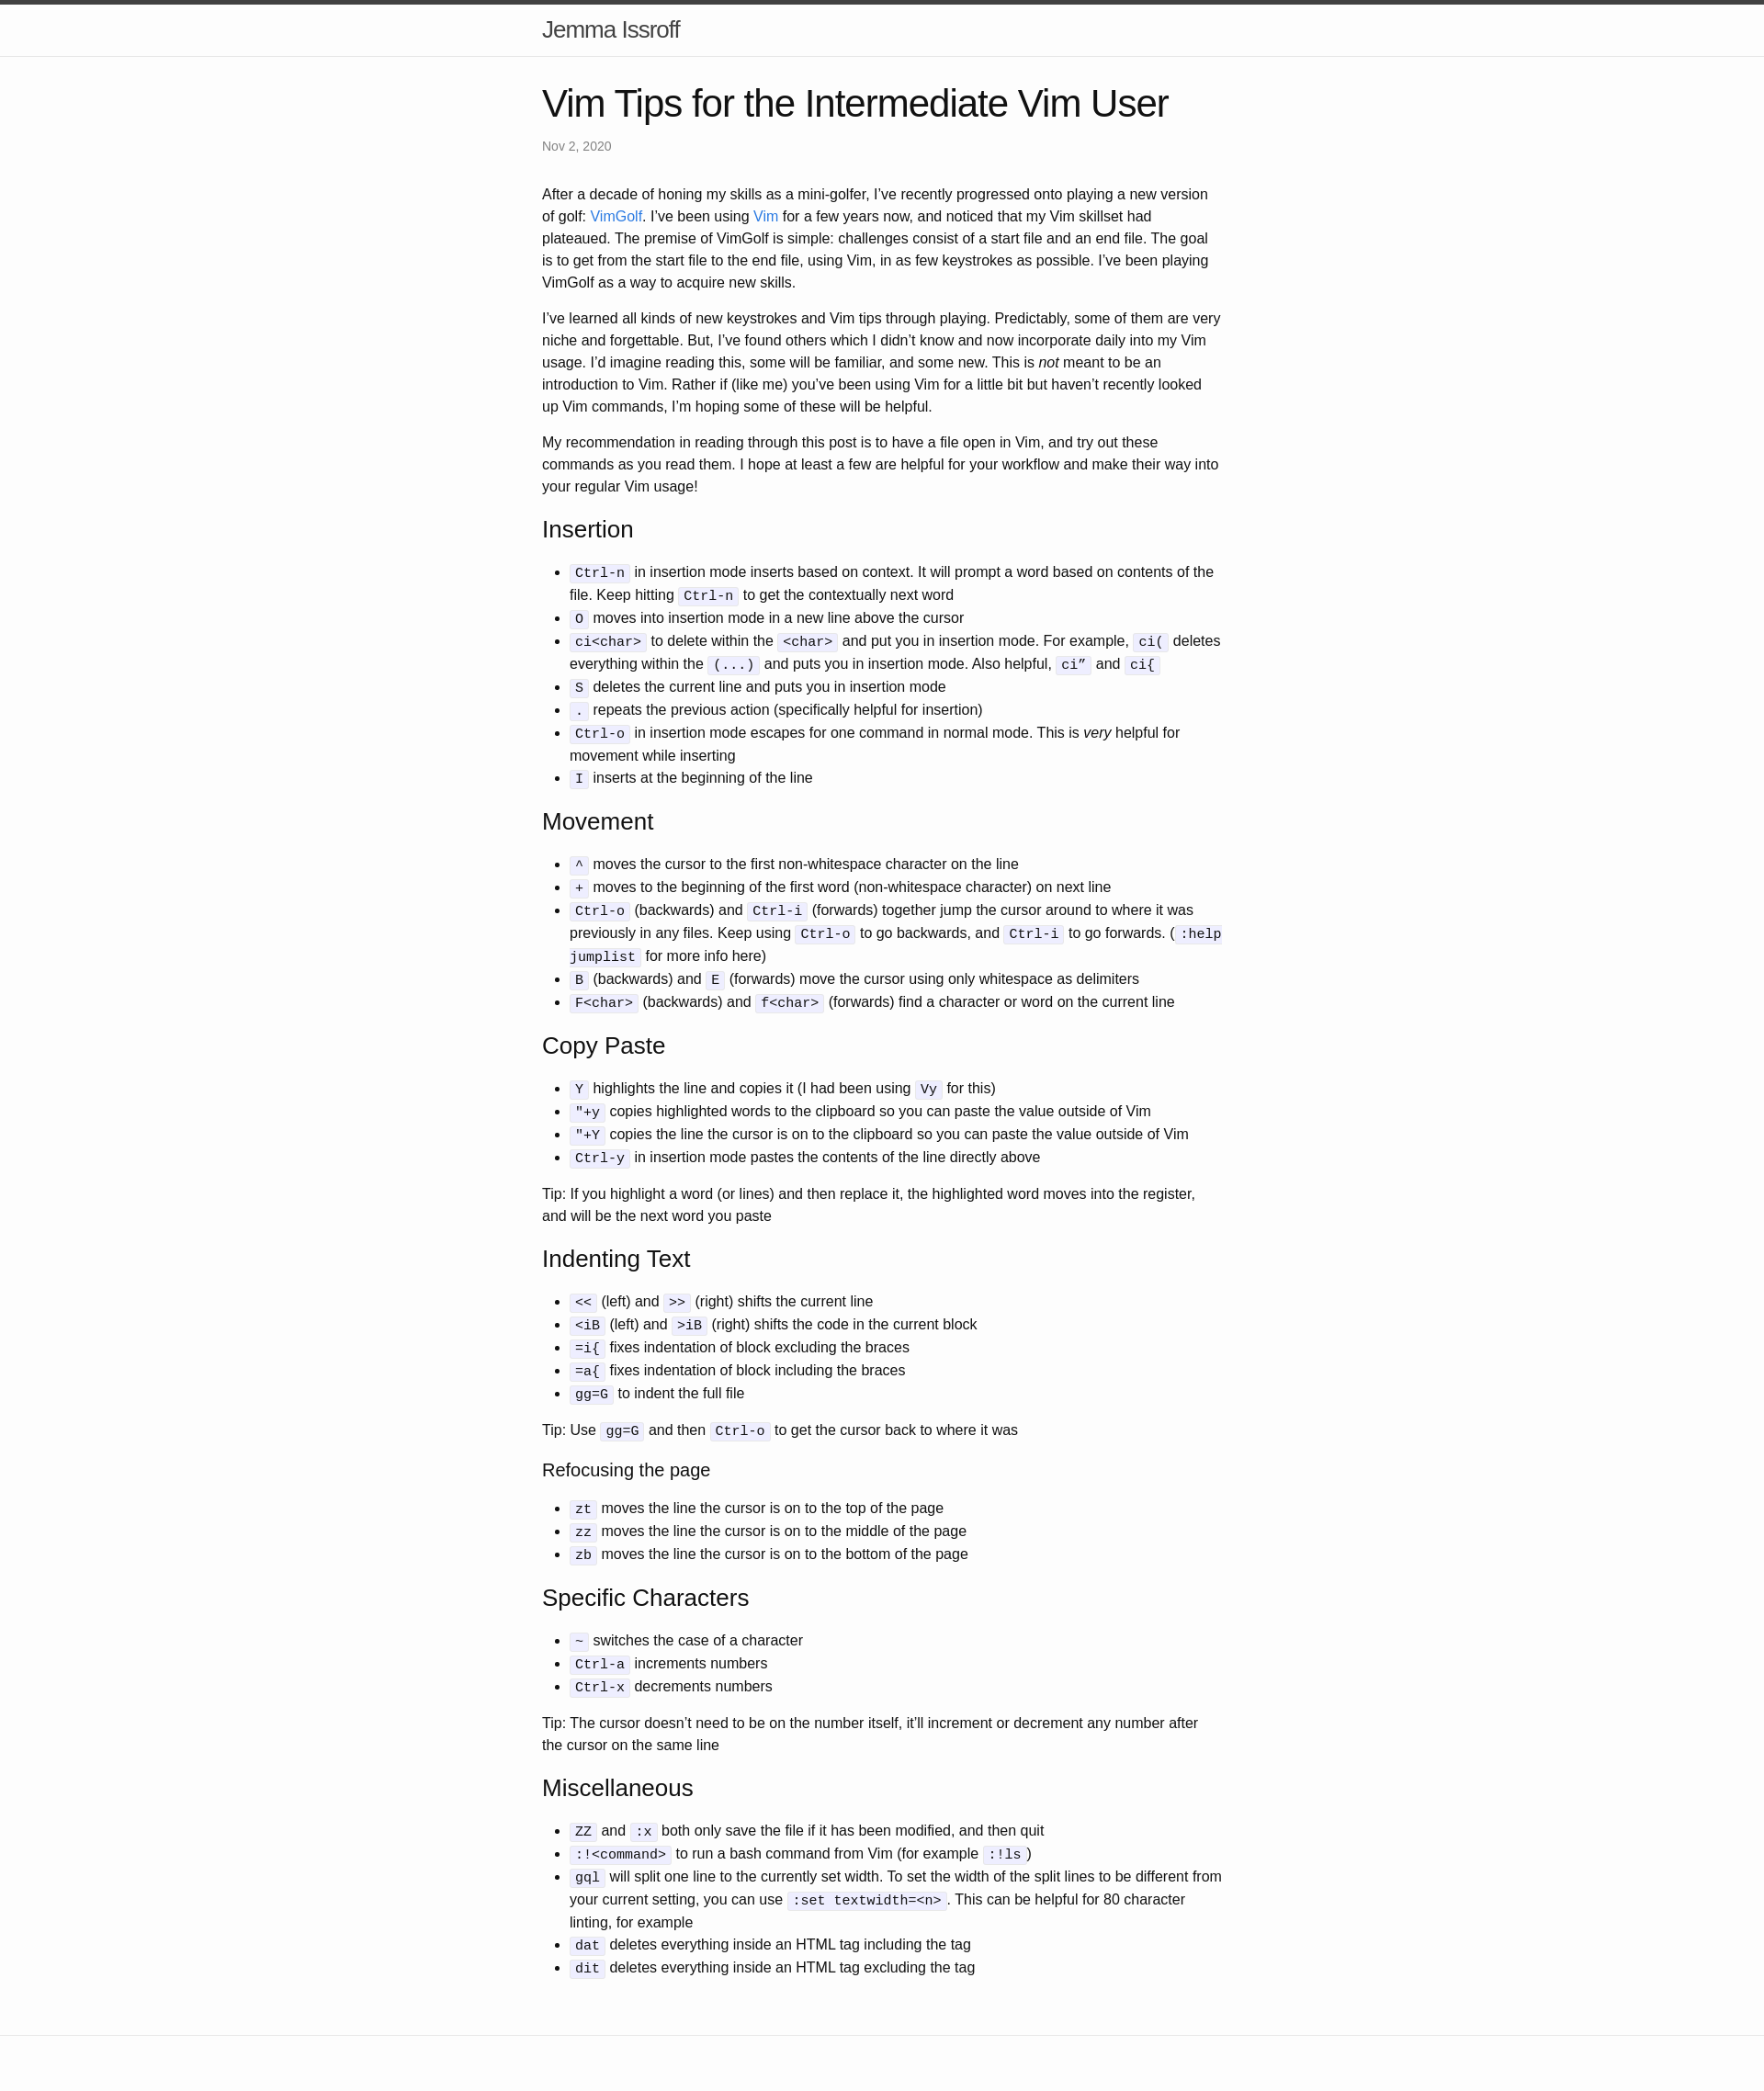 Jemma Issroff
Vim Tips for the Intermediate Vim User
Nov 2, 2020
After a decade of honing my skills as a mini-golfer, I’ve recently progressed onto playing a new version
of golf: VimGolf. I’ve been using Vim for a few years now, and noticed that my Vim skillset had
plateaued. The premise of VimGolf is simple: challenges consist of a start file and an end file. The goal
is to get from the start file to the end file, using Vim, in as few keystrokes as possible. I’ve been playing
VimGolf as a way to acquire new skills.
I’ve learned all kinds of new keystrokes and Vim tips through playing. Predictably, some of them are very
niche and forgettable. But, I’ve found others which I didn’t know and now incorporate daily into my Vim
usage. I’d imagine reading this, some will be familiar, and some new. This is not meant to be an
introduction to Vim. Rather if (like me) you’ve been using Vim for a little bit but haven’t recently looked
up Vim commands, I’m hoping some of these will be helpful.
My recommendation in reading through this post is to have a file open in Vim, and try out these
commands as you read them. I hope at least a few are helpful for your workflow and make their way into
your regular Vim usage!
Insertion
• Ctrl-n in insertion mode inserts based on context. It will prompt a word based on contents of the
file. Keep hitting Ctrl-n to get the contextually next word
• O moves into insertion mode in a new line above the cursor
• ci<char> to delete within the <char> and put you in insertion mode. For example, ci( deletes
everything within the (...) and puts you in insertion mode. Also helpful, ci” and ci{
• S deletes the current line and puts you in insertion mode
• . repeats the previous action (specifically helpful for insertion)
• Ctrl-o in insertion mode escapes for one command in normal mode. This is very helpful for
movement while inserting
• I inserts at the beginning of the line
Movement
• ^ moves the cursor to the first non-whitespace character on the line
• + moves to the beginning of the first word (non-whitespace character) on next line
• Ctrl-o (backwards) and Ctrl-i (forwards) together jump the cursor around to where it was
previously in any files. Keep using Ctrl-o to go backwards, and Ctrl-i to go forwards. (:help
jumplist for more info here)
• B (backwards) and E (forwards) move the cursor using only whitespace as delimiters
• F<char> (backwards) and f<char> (forwards) find a character or word on the current line
Copy Paste
• Y highlights the line and copies it (I had been using Vy for this)
• "+y copies highlighted words to the clipboard so you can paste the value outside of Vim
• "+Y copies the line the cursor is on to the clipboard so you can paste the value outside of Vim
• Ctrl-y in insertion mode pastes the contents of the line directly above
Tip: If you highlight a word (or lines) and then replace it, the highlighted word moves into the register,
and will be the next word you paste
Indenting Text
• << (left) and >> (right) shifts the current line
• <iB (left) and >iB (right) shifts the code in the current block
• =i{ fixes indentation of block excluding the braces
• =a{ fixes indentation of block including the braces
• gg=G to indent the full file
Tip: Use gg=G and then Ctrl-o to get the cursor back to where it was
Refocusing the page
• zt moves the line the cursor is on to the top of the page
• zz moves the line the cursor is on to the middle of the page
• zb moves the line the cursor is on to the bottom of the page
Specific Characters
• ~ switches the case of a character
• Ctrl-a increments numbers
• Ctrl-x decrements numbers
Tip: The cursor doesn’t need to be on the number itself, it’ll increment or decrement any number after
the cursor on the same line
Miscellaneous
• ZZ and :x both only save the file if it has been modified, and then quit
• :!<command> to run a bash command from Vim (for example :!ls)
• gql will split one line to the currently set width. To set the width of the split lines to be different from
your current setting, you can use :set textwidth=<n>. This can be helpful for 80 character
linting, for example
• dat deletes everything inside an HTML tag including the tag
• dit deletes everything inside an HTML tag excluding the tag